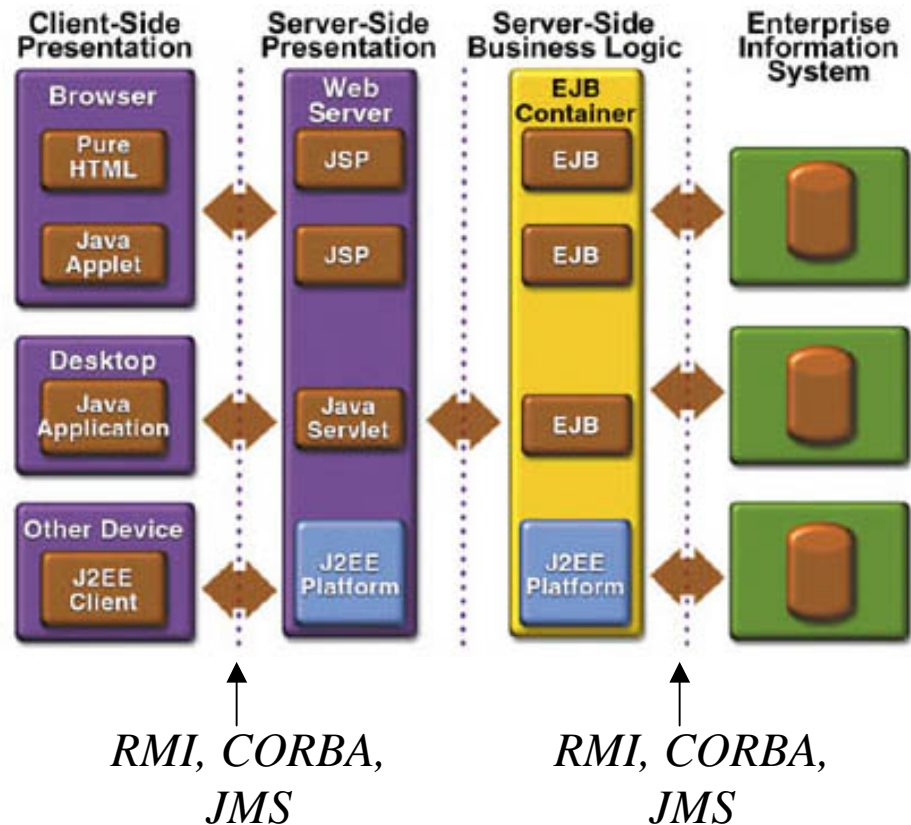 Client-Side
Presentation
Server-Side
Presentation
Server-Side
Business Logic
Enterprise
Information
System
Browser
Pure
HTML
Java
Applet
Desktop
Java
Application
Other Device
J2EE
Client
Web
Server
JSP
JSP
Java
Servlet
J2EE
Platform
EJB
Container
EJB
EJB
EJB
J2EE
Platform
RMI, CORBA,
JMS
RMI, CORBA,
JMS